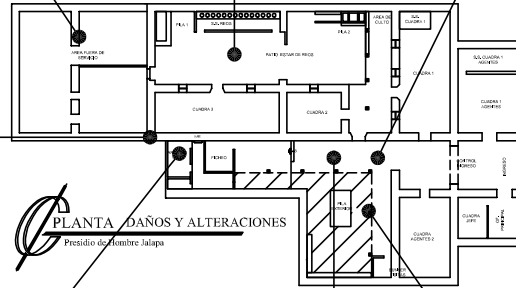 PILA 1
S.S. REOS
PILA 2
AREA DE
CULTO
S.S.
CUADRA 1
AREA FUERA DE
SERVICIO
PATIO ESTAR DE REOS
CUADRA 1
S.S. CUADRA 1
AGENTES
CUADRA 3
CUADRA 2
CUADRA 1
AGENTES
FICHEO
CONTROL
INGRESO
INGRESO
PILA
CUADRA
JEFE
PRINCIPAL
CUADRA
AGENTES 2
PLANTA DAÑOS Y ALTERACIONES
Presidio de Hombre Jalapa